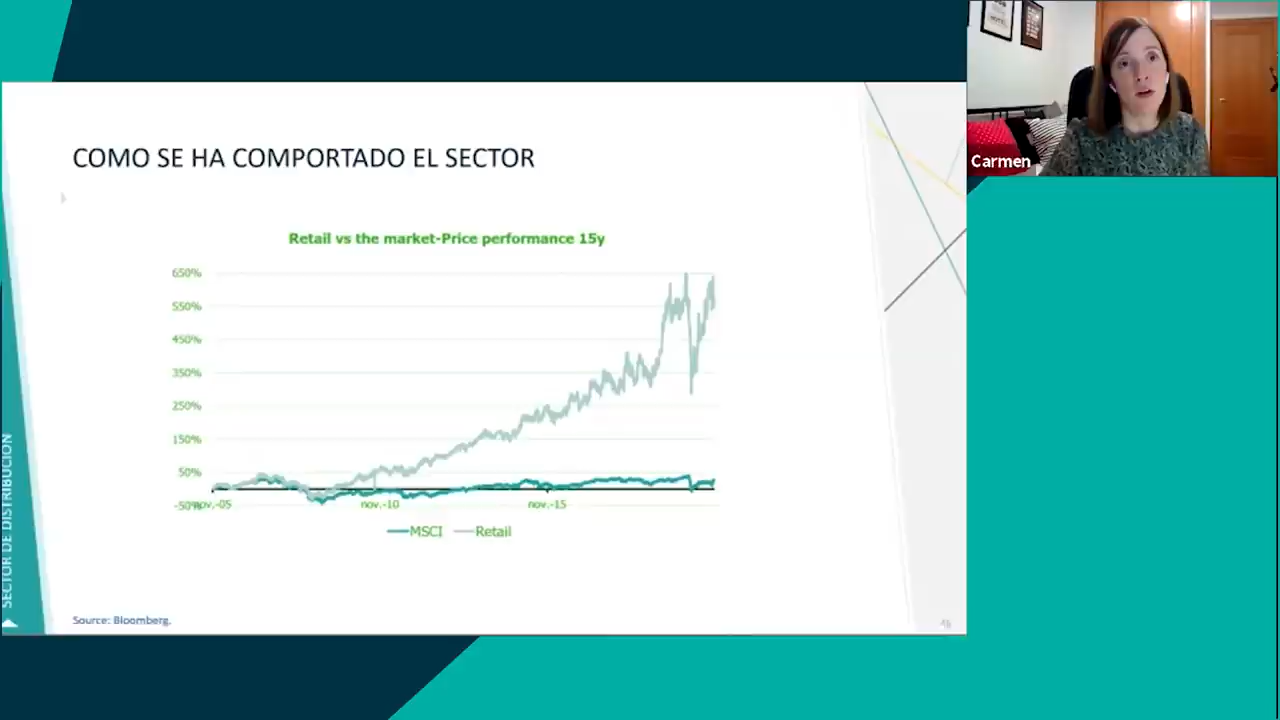 COMO SE HA COMPORTADO EL SECTOR
Carmen
Retail vs the market-Price performance 15y
650%
550%
450%
350%
250%
150%
50%
-50%
nov.-05
nov.-10
nov.-15
MSCI
Retail
SECTOR DE DISTRIBUCIÓN
Source: Bloomberg.